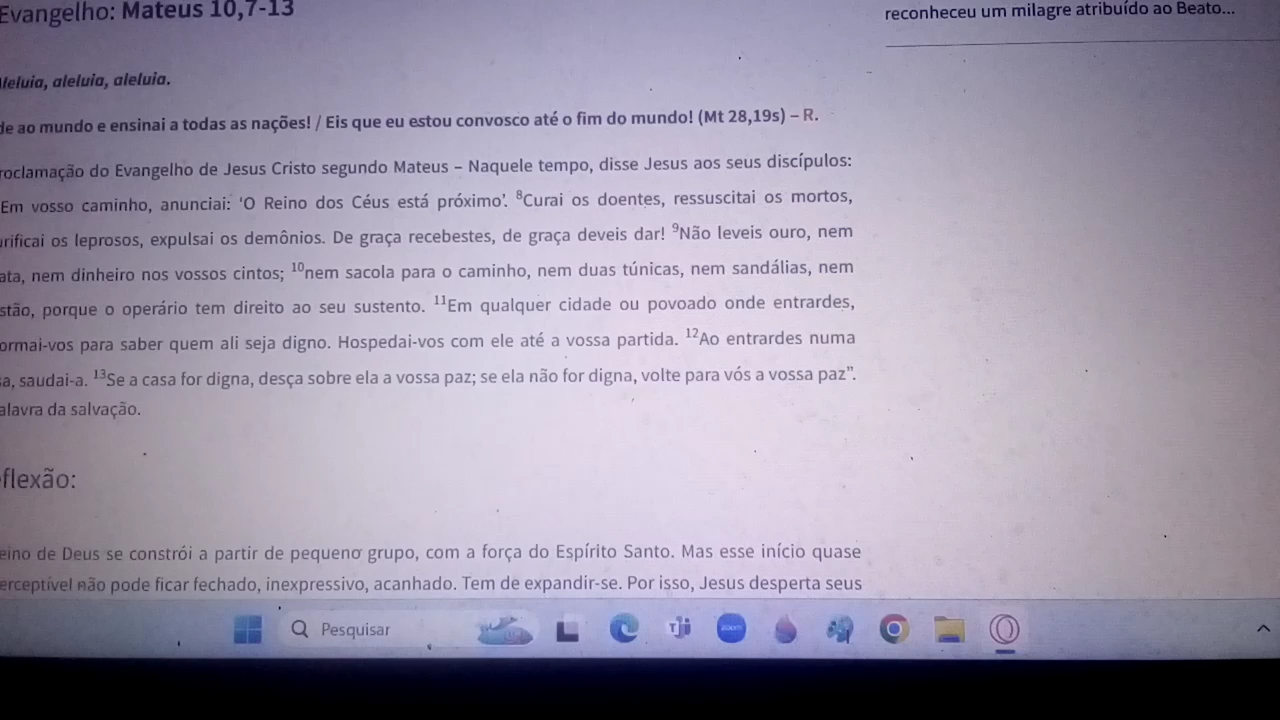 Evangelho: Mateus 10,7-13
reconheceu um milagre atribuído ao Beato...
leluia, aleluia, aleluia.
de ao mundo e ensinai a todas as nações! / Eis que eu estou convosco até o fim do mundo! (Mt 28,19s) – R.
roclamação do Evangelho de Jesus Cristo segundo Mateus – Naquele tempo, disse Jesus aos seus discípulos:
Em vosso caminho, anunciai: ‘O Reino dos Céus está próximo’. 8Curai os doentes, ressuscitai os mortos,
urificai os leprosos, expulsai os demônios. De graça recebestes, de graça deveis dar! 9Não leveis ouro, nem
ata, nem dinheiro nos vossos cintos; 10nem sacola para o caminho, nem duas túnicas, nem sandálias, nem
stão, porque o operário tem direito ao seu sustento. 11Em qualquer cidade ou povoado onde entrardes,
ormai-vos para saber quem ali seja digno. Hospedai-vos com ele até a vossa partida. 12Ao entrardes numa
sa, saudai-a. 13Se a casa for digna, desça sobre ela a vossa paz; se ela não for digna, volte para vós a vossa paz”.
alavra da salvação.
eflexão:
eino de Deus se constrói a partir de pequeno grupo, com a força do Espírito Santo. Mas esse início quase
erceptível não pode ficar fechado, inexpressivo, acanhado. Tem de expandir-se. Por isso, Jesus desperta seus
Pesquisar
zoom